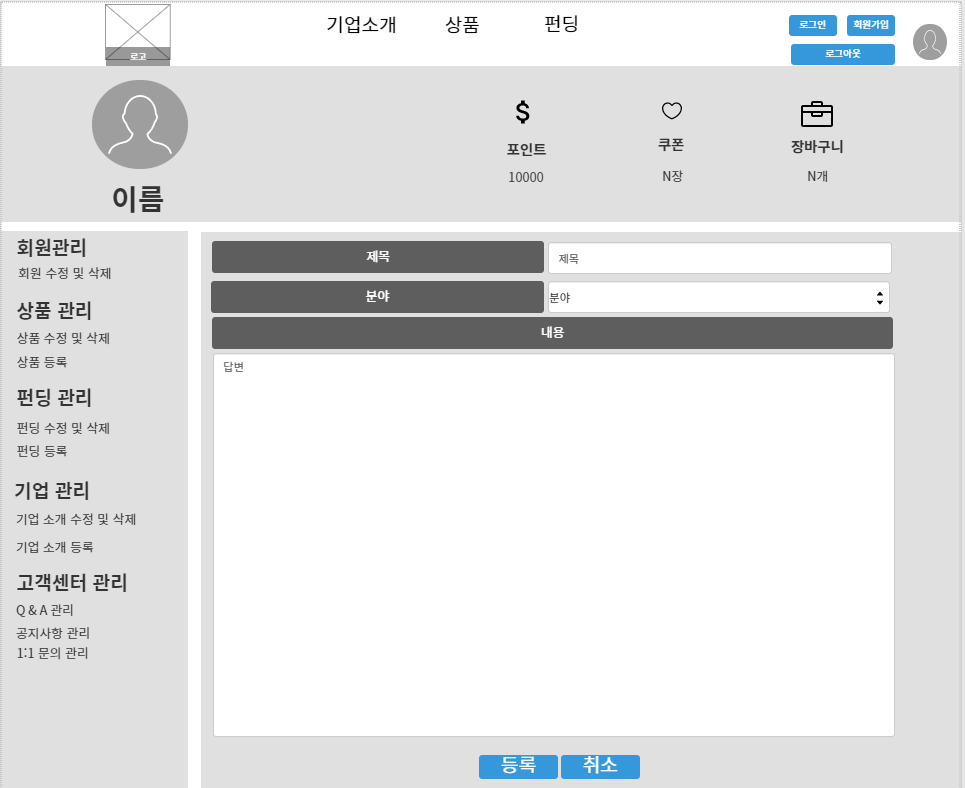 로고
기업소개 상품 펀딩
로그인 회원가입
로그아웃
이름
포인트 쿠폰 장바구니
10000 N장 N개
회원관리
회원 수정 및 삭제
상품 관리
상품 수정 및 삭제
상품 등록
펀딩 관리
펀딩 수정 및 삭제
펀딩 등록
기업 관리
기업 소개 수정 및 삭제
기업 소개 등록
고객센터 관리
Q & A 관리
공지사항 관리
1:1 문의 관리
제목 제목
분야 분야
내용
답변
등록 취소